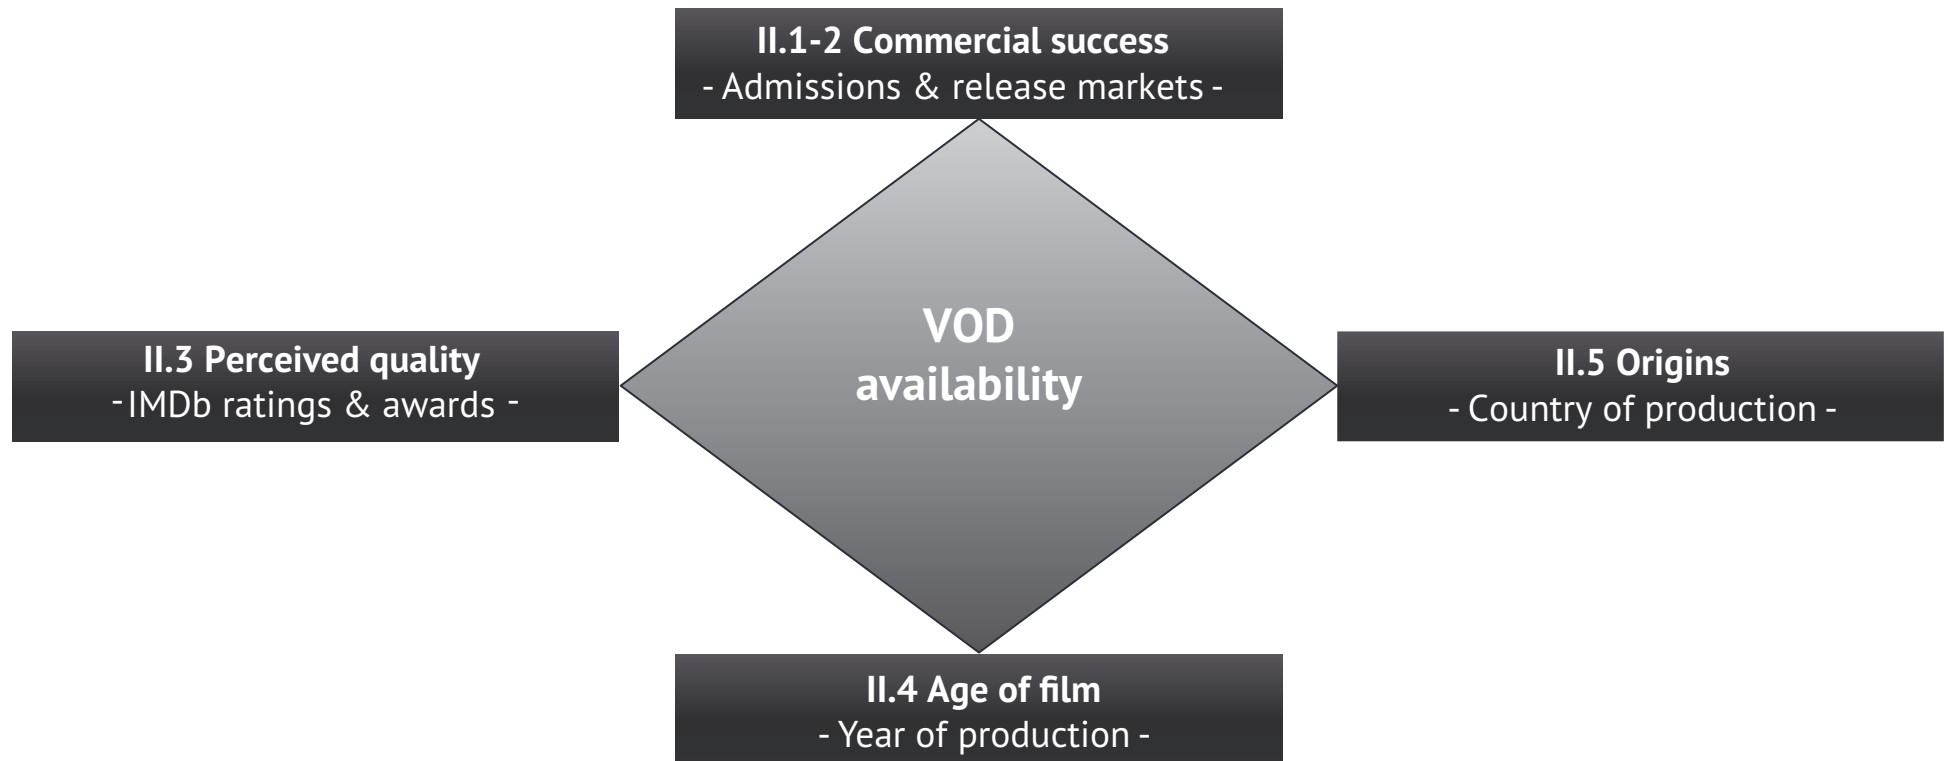 II.1-2 Commercial success
- Admissions & release markets -
VOD
availability
II.3 Perceived quality
- IMDb ratings & awards -
II.5 Origins
- Country of production -
II.4 Age of film
- Year of production -